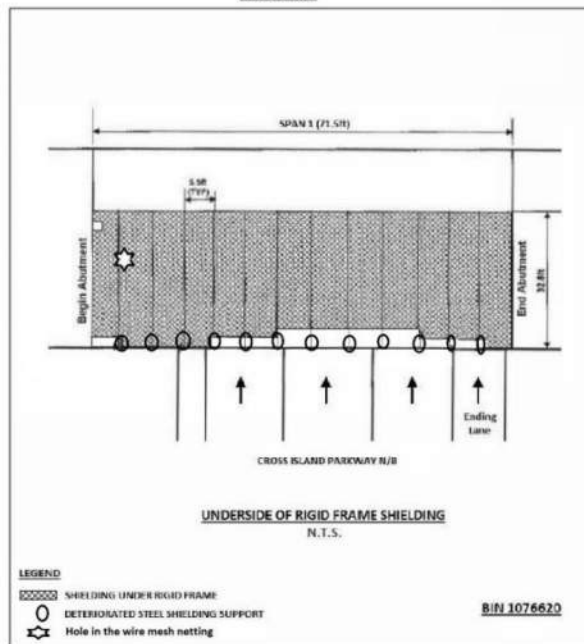 SPAN 1 (71.5ft)
5.5ft
(TYP)
Begin Abutment
End Abutment
32.8ft
Ending
Lane
CROSS ISLAND PARKWAY N/B
UNDERSIDE OF RIGID FRAME SHIELDING
N.T.S.
LEGEND
SHIELDING UNDER RIGID FRAME
DETERIORATED STEEL SHIELDING SUPPORT
Hole in the wire mesh netting
BIN 1076620